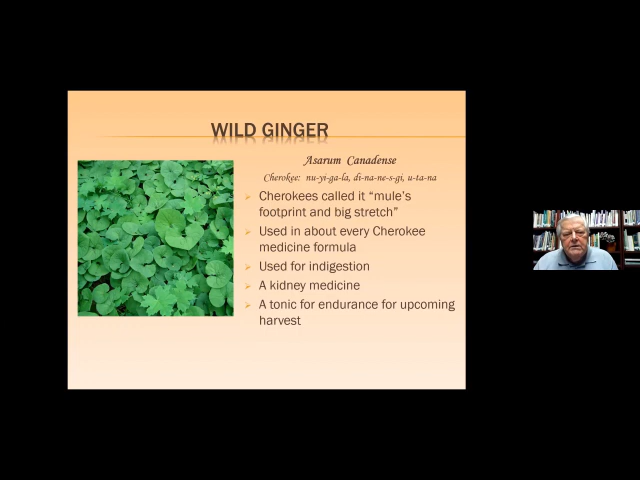 WILD GINGER
Asarum Canadense
Cherokee: nu-yi-ga-la, di-na-ne-s-gi, u-ta-na
Cherokees called it “mule's
footprint and big stretch”
Used in about every Cherokee
medicine formula
Used for indigestion
A kidney medicine
A tonic for endurance for upcoming
harvest